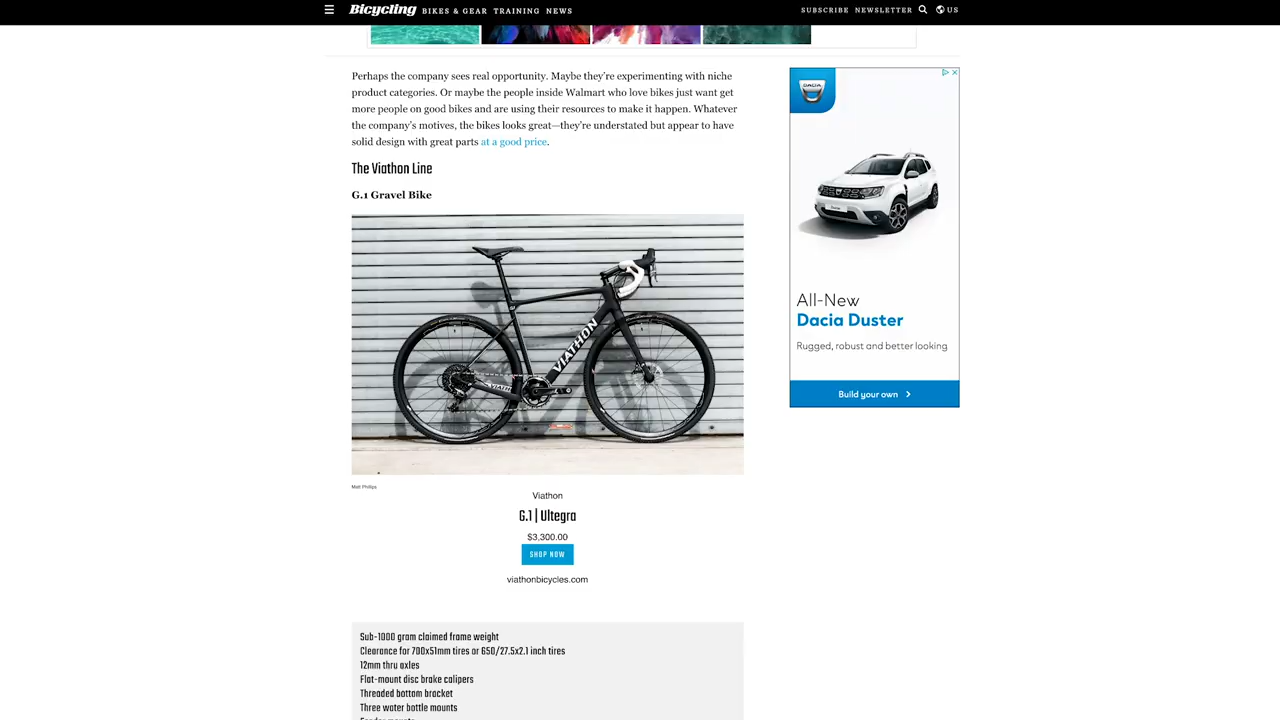 Bicycling BIKES & GEAR TRAINING NEWS SUBSCRIBE NEWSLETTER US
Perhaps the company sees real opportunity. Maybe they're experimenting with niche
product categories. Or maybe the people inside Walmart who love bikes just want get
more people on good bikes and are using their resources to make it happen. Whatever
the company's motives, the bikes looks great—they're understated but appear to have
solid design with great parts at a good price.
The Viathon Line
G.1 Gravel Bike
VIATHON
VIATHON
Matt Phillips
Viathon
G.1 | Ultegra
$3,300.00
SHOP NOW
viathonbicycles.com
Sub-1000 gram claimed frame weight
Clearance for 700x51mm tires or 650/27.5x2.1 inch tires
12mm thru axles
Flat-mount disc brake calipers
Threaded bottom bracket
Three water bottle mounts
DACIA
All-New
Dacia Duster
Rugged, robust and better looking
Build your own